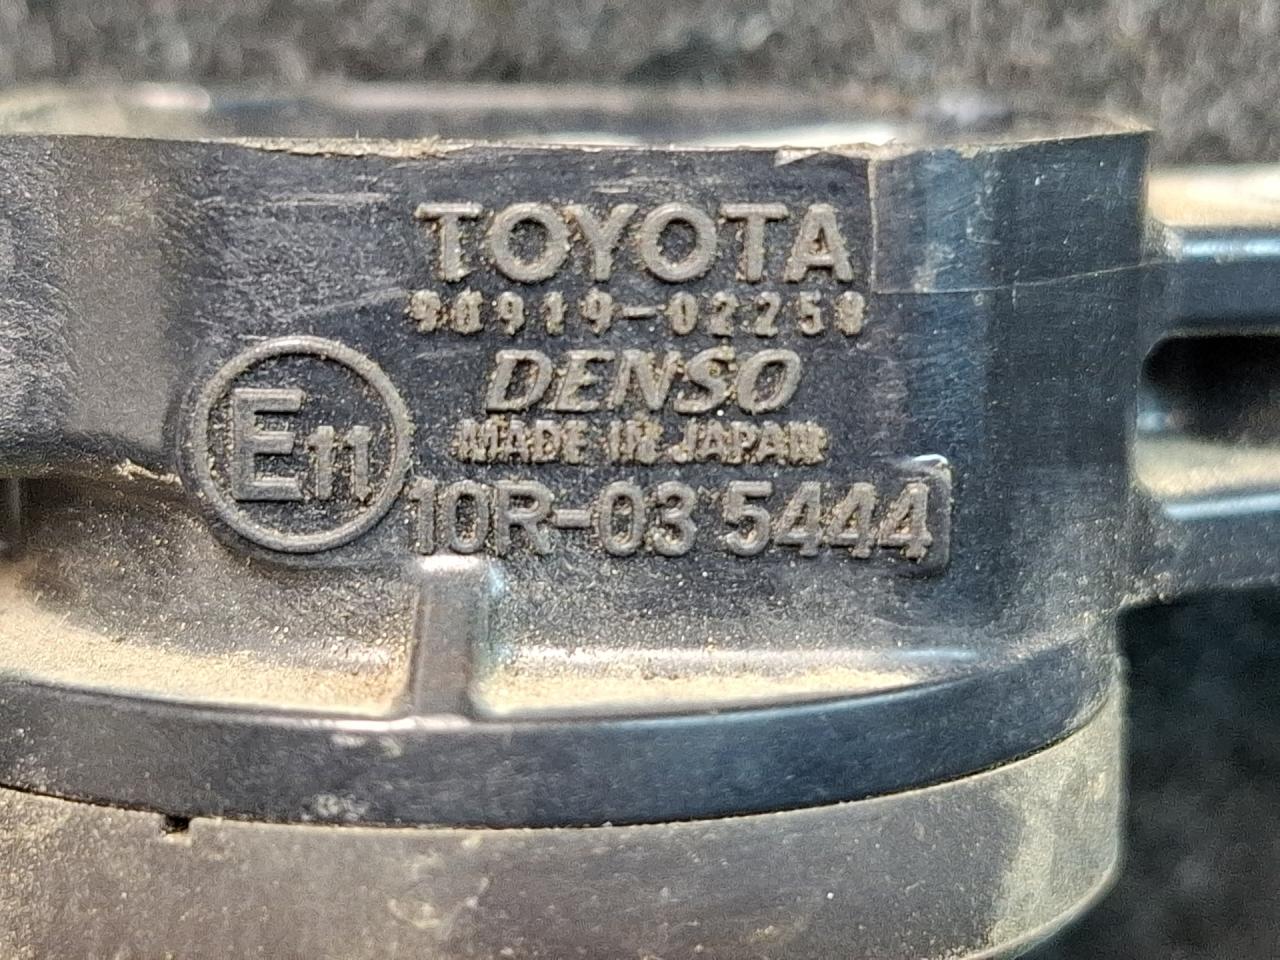 TOYOTA
90919-02258
DENSO
MADE IN JAPAN
E11
10R-03 5444